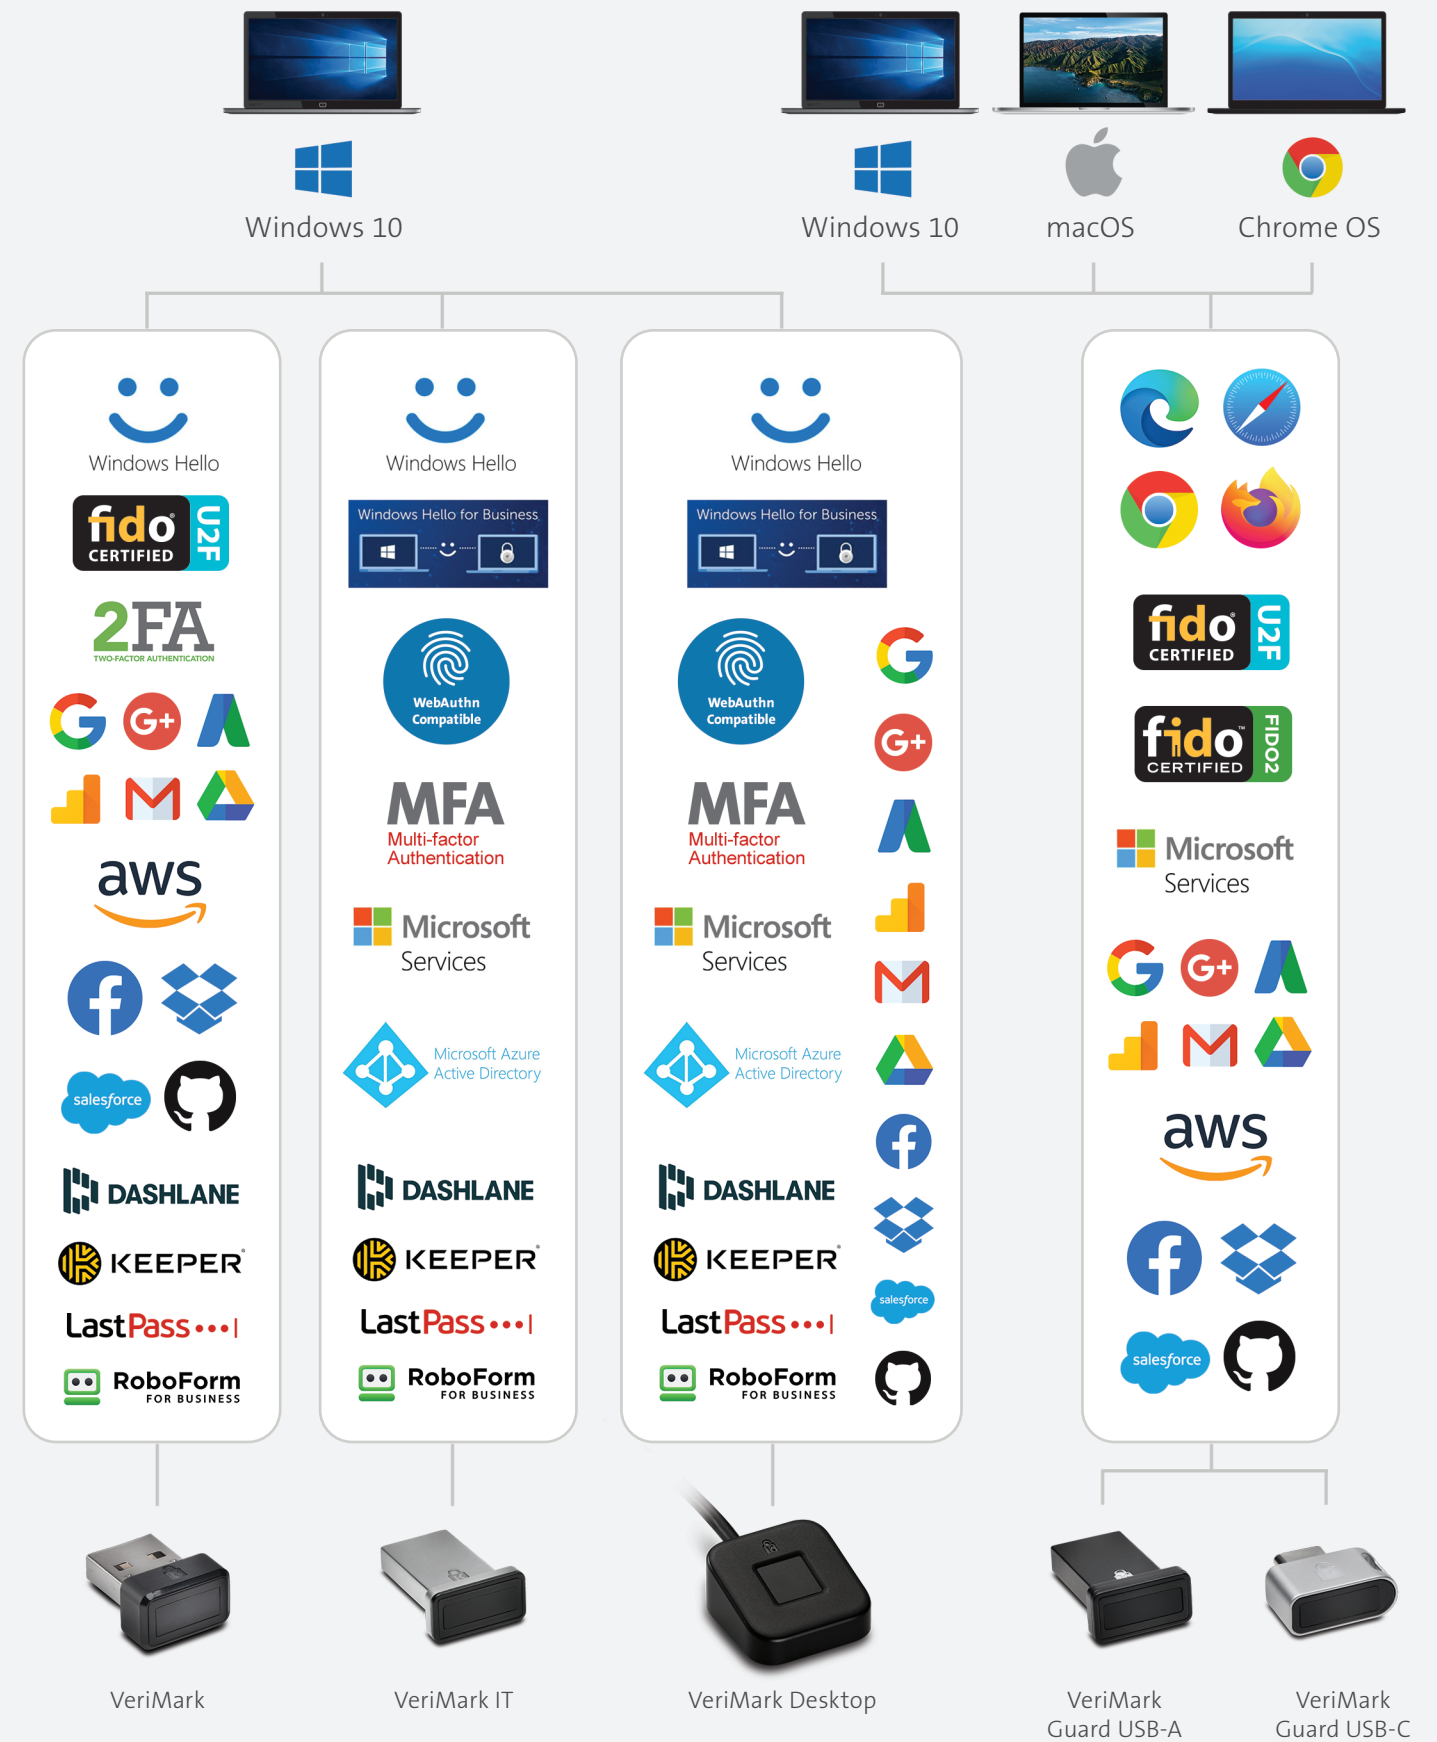 Windows 10
Windows 10
macOS
Chrome OS
Windows Hello
fido
CERTIFIED
U2F
2FA
TWO-FACTOR AUTHENTICATION
G+
aws
salesforce
DASHLANE
KEEPER
LastPass
RoboForm
FOR BUSINESS
Windows Hello
Windows Hello for Business
WebAuthn
Compatible
MFA
Multi-factor
Authentication
Microsoft
Services
Microsoft Azure
Active Directory
DASHLANE
KEEPER
LastPass
RoboForm
FOR BUSINESS
Windows Hello
Windows Hello for Business
WebAuthn
Compatible
MFA
Multi-factor
Authentication
Microsoft
Services
Microsoft Azure
Active Directory
DASHLANE
KEEPER
LastPass
RoboForm
FOR BUSINESS
G+
salesforce
fido
CERTIFIED
U2F
fido™
CERTIFIED
FIDO2
Microsoft
Services
G+
aws
salesforce
VeriMark
VeriMark IT
VeriMark Desktop
VeriMark
Guard USB-A
VeriMark
Guard USB-C